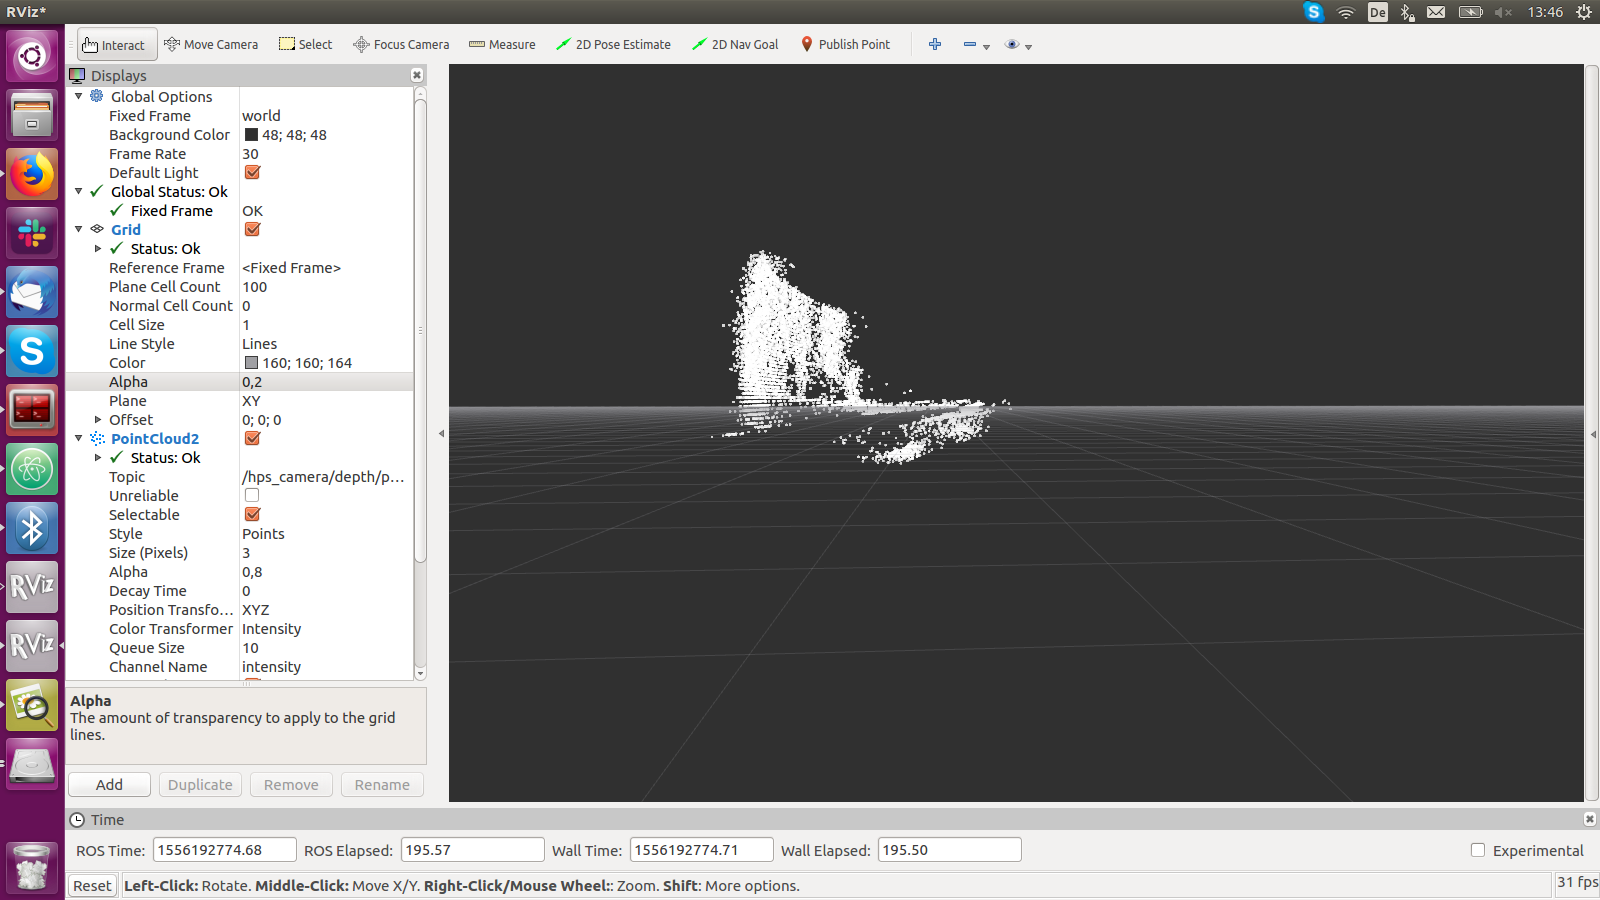 RViz*
De
13:46
Interact
Move Camera
Select
Focus Camera
Measure
2D Pose Estimate
2D Nav Goal
Publish Point
Displays
Global Options
Fixed Frame world
Background Color 48; 48; 48
Frame Rate 30
Default Light
Global Status: Ok
Fixed Frame OK
Grid
Status: Ok
Reference Frame <Fixed Frame>
Plane Cell Count 100
Normal Cell Count 0
Cell Size 1
Line Style Lines
Color 160; 160; 164
Alpha 0,2
Plane XY
Offset 0; 0; 0
PointCloud2
Status: Ok
Topic /hps_camera/depth/p...
Unreliable
Selectable
Style Points
Size (Pixels) 3
Alpha 0,8
Decay Time 0
Position Transfo... XYZ
Color Transformer Intensity
Queue Size 10
Channel Name intensity
Alpha
The amount of transparency to apply to the grid
lines.
Add Duplicate Remove Rename
RViz
RViz
Time
ROS Time: 1556192774.68 ROS Elapsed: 195.57 Wall Time: 1556192774.71 Wall Elapsed: 195.50 Experimental
Reset Left-Click: Rotate. Middle-Click: Move X/Y. Right-Click/Mouse Wheel:: Zoom. Shift: More options. 31 fps